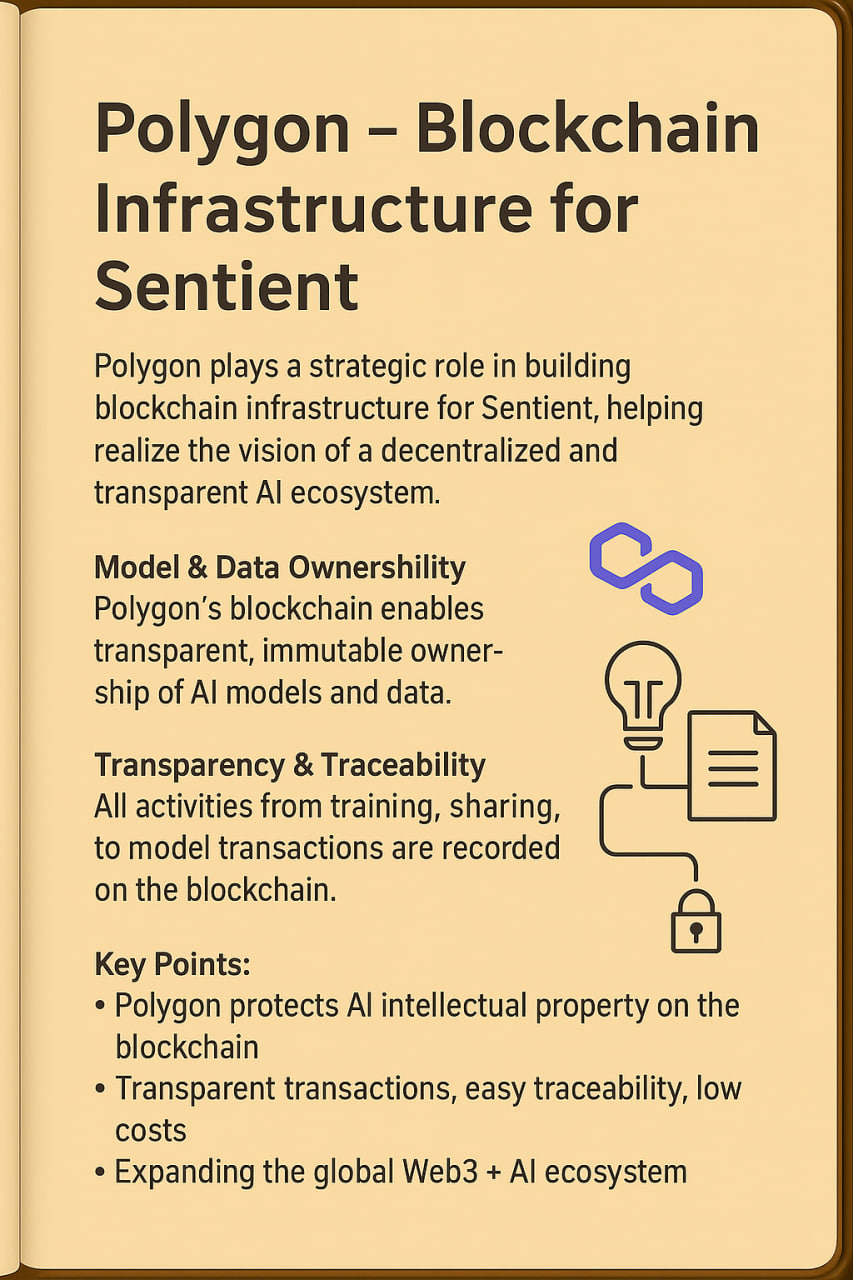 Polygon – Blockchain
Infrastructure for
Sentient
Polygon plays a strategic role in building
blockchain infrastructure for Sentient, helping
realize the vision of a decentralized and
transparent AI ecosystem.
Model & Data Ownershility
Polygon’s blockchain enables
transparent, immutable owner-
ship of AI models and data.
Transparency & Traceability
All activities from training, sharing,
to model transactions are recorded
on the blockchain.
Key Points:
• Polygon protects AI intellectual property on the
blockchain
• Transparent transactions, easy traceability, low
costs
• Expanding the global Web3 + AI ecosystem